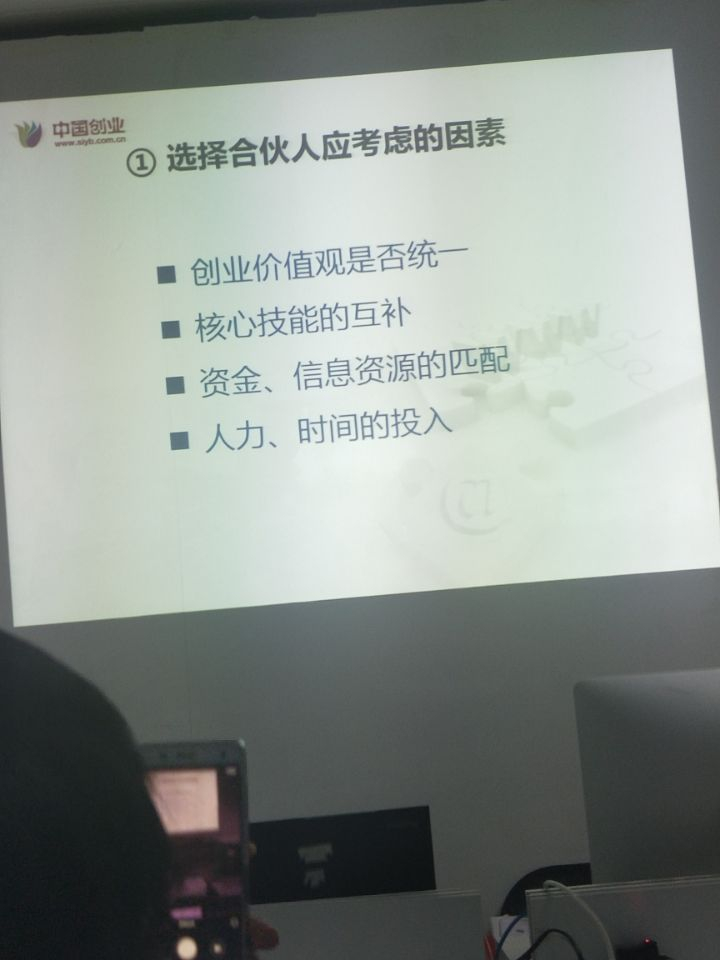 中国创业
www.siyb.com.cn
① 选择合伙人应考虑的因素
■ 创业价值观是否统一
■ 核心技能的互补
■ 资金、信息资源的匹配
■ 人力、时间的投入
@